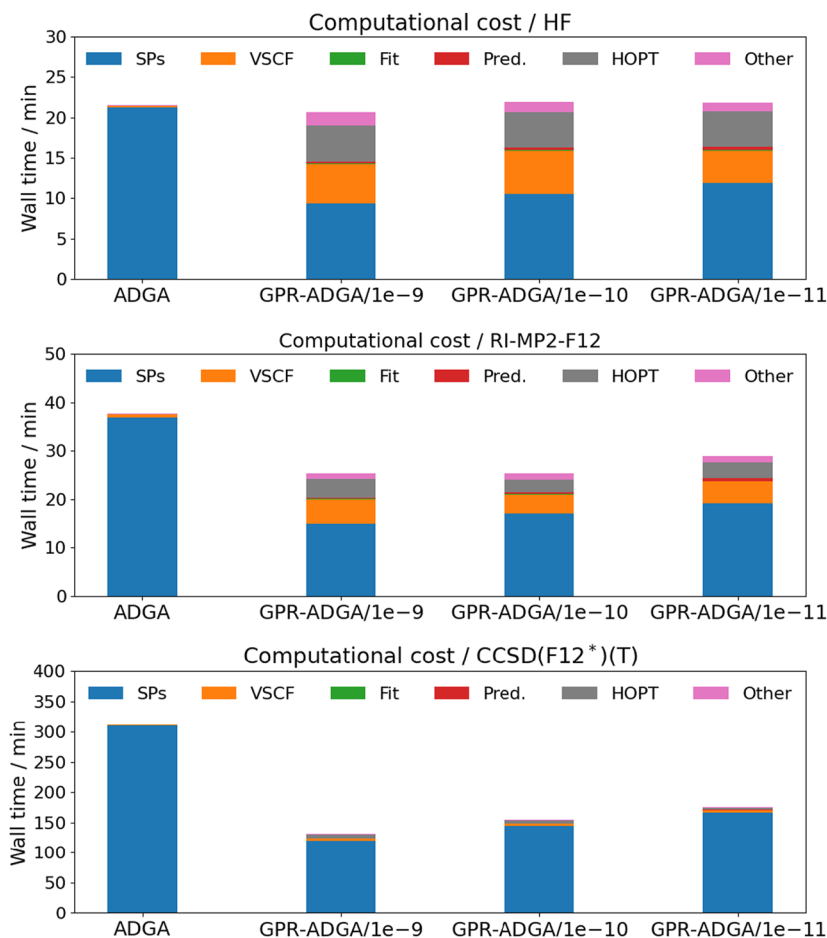 Computational cost / HF
Wall time / min
30
25
20
15
10
5
0
SPs VSCF Fit Pred. HOPT Other
ADGA GPR-ADGA/1e−9 GPR-ADGA/1e−10 GPR-ADGA/1e−11
Computational cost / RI-MP2-F12
Wall time / min
50
40
30
20
10
0
SPs VSCF Fit Pred. HOPT Other
ADGA GPR-ADGA/1e−9 GPR-ADGA/1e−10 GPR-ADGA/1e−11
Computational cost / CCSD(F12*)(T)
Wall time / min
400
350
300
250
200
150
100
50
0
SPs VSCF Fit Pred. HOPT Other
ADGA GPR-ADGA/1e−9 GPR-ADGA/1e−10 GPR-ADGA/1e−11